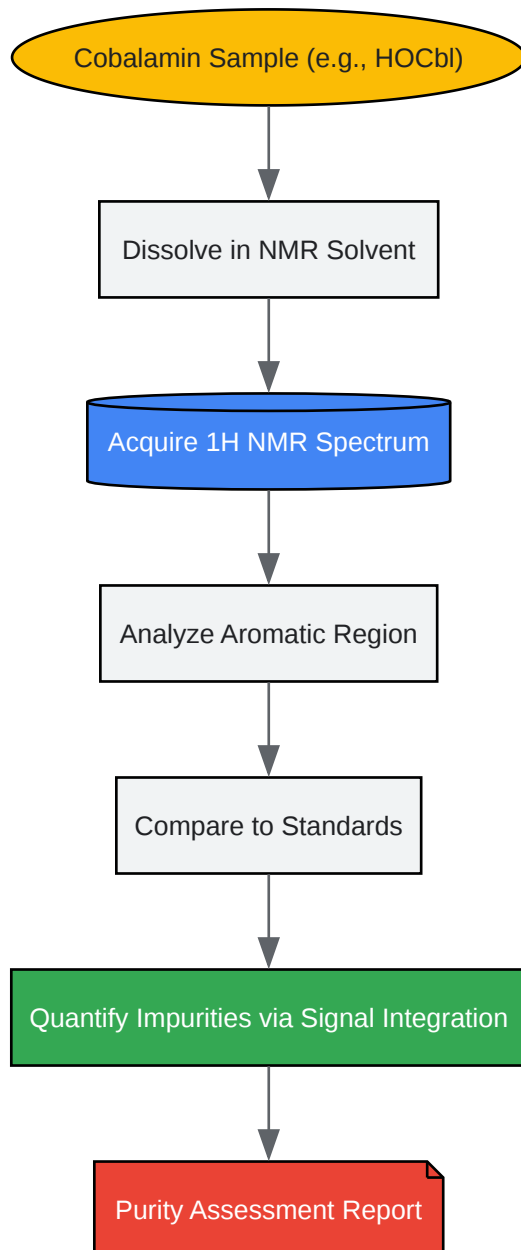 Cobalamin Sample (e.g., HOCbl)
Dissolve in NMR Solvent
Acquire 1H NMR Spectrum
Analyze Aromatic Region
Compare to Standards
Quantify Impurities via Signal Integration
Purity Assessment Report